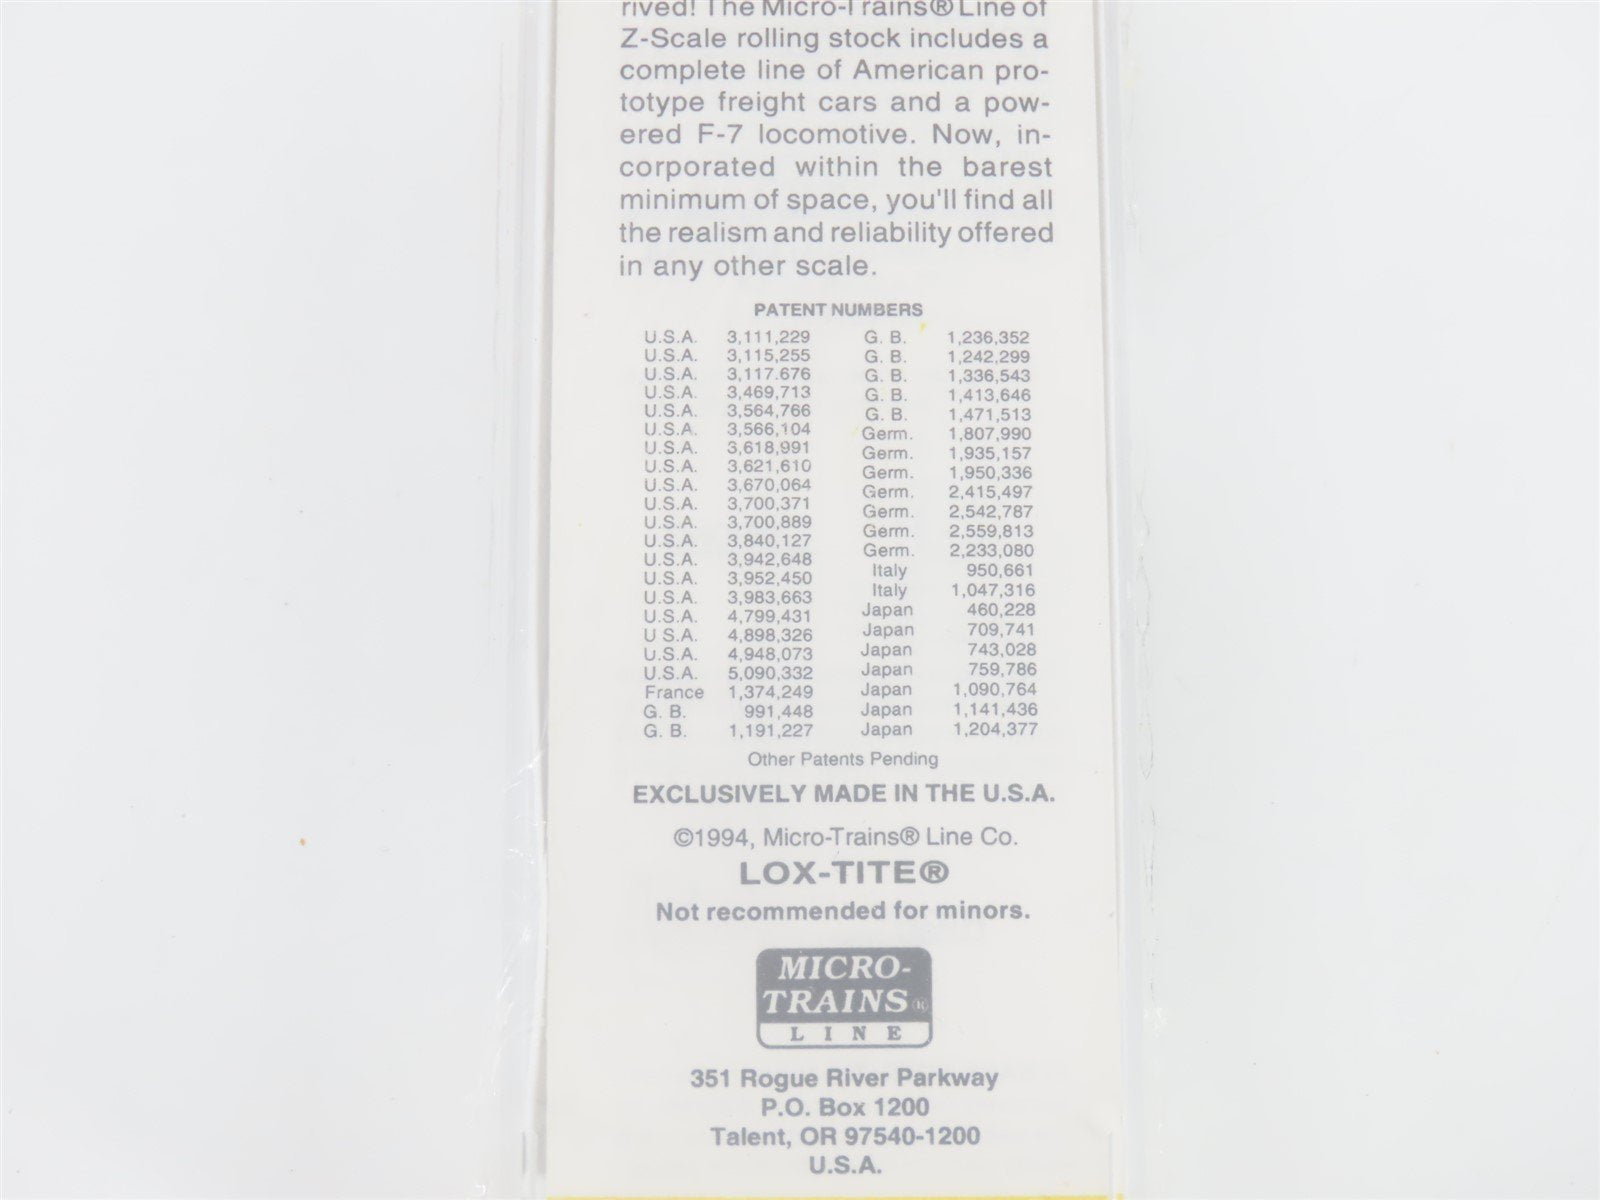 rived! The Micro-Trains® Line of
Z-Scale rolling stock includes a
complete line of American pro-
totype freight cars and a pow-
ered F-7 locomotive. Now, in-
corporated within the barest
minimum of space, you'll find all
the realism and reliability offered
in any other scale.
PATENT NUMBERS
U.S.A. 3,111,229
U.S.A. 3,115,255
U.S.A. 3,117.676
U.S.A. 3,469,713
U.S.A. 3,564,766
U.S.A. 3,566,104
U.S.A. 3,618,991
U.S.A. 3,621,610
U.S.A. 3,670,064
U.S.A. 3,700,371
U.S.A. 3,700,889
U.S.A. 3,840,127
U.S.A. 3,942,648
U.S.A. 3,952,450
U.S.A. 3,983,663
U.S.A. 4,799,431
U S.A. 4,898,326
U.S.A. 4,948,073
U.S.A. 5,090,332
France 1,374,249
G. B. 991,448
G. B. 1,191,227
G. B. 1,236,352
G. B. 1,242,299
G. B. 1,336,543
G. B. 1,413,646
G. B. 1,471,513
Germ. 1,807,990
Germ. 1,935,157
Germ. 1,950,336
Germ. 2,415,497
Germ. 2,542,787
Germ. 2,559,813
Germ. 2,233,080
Italy 950,661
Italy 1,047,316
Japan 460,228
Japan 709,741
Japan 743,028
Japan 759,786
Japan 1,090,764
Japan 1,141,436
Japan 1,204,377
Other Patents Pending
EXCLUSIVELY MADE IN THE U.S.A.
©1994, Micro-Trains® Line Co.
LOX-TITE®
Not recommended for minors.
MICRO-
TRAINS®
LINE
351 Rogue River Parkway
P.O. Box 1200
Talent, OR 97540-1200
U.S.A.